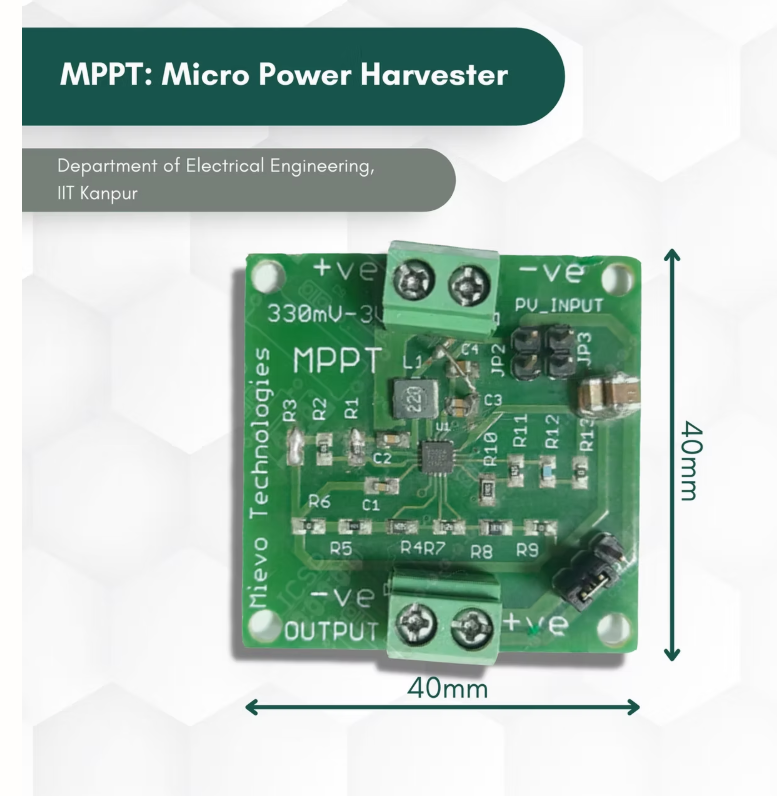 MPPT: Micro Power Harvester
Department of Electrical Engineering,
IIT Kanpur
+ve
-ve
330mV-3
PV_INPUT
MPPT
L1
C4
JP2
JP3
Mievo Technologies
R3
R2
R1
C3
U1
220
C2
R10
R11
R12
R13
R6
C1
R5
R4R7
R8
R9
-ve
OUTPUT
+ve
40mm
40mm